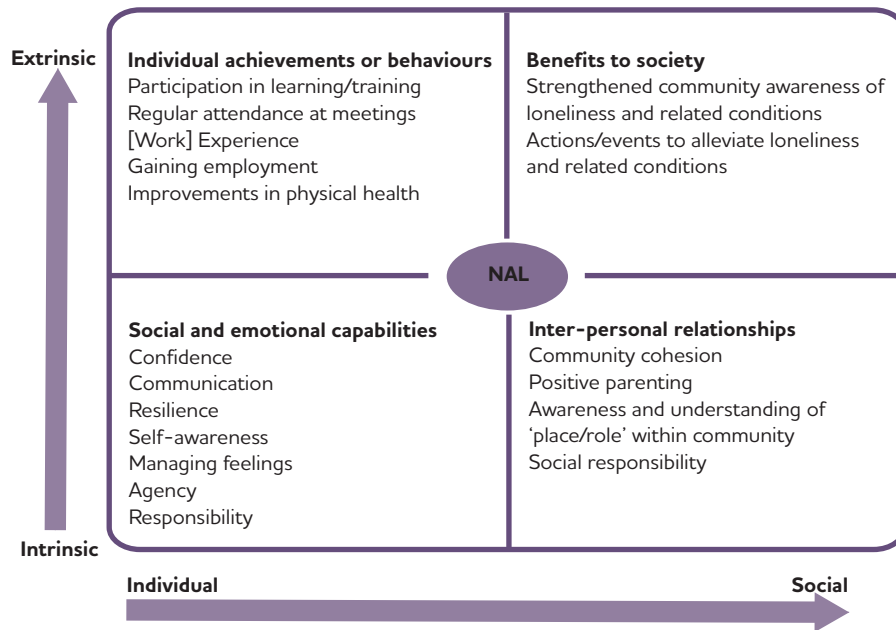 Extrinsic
Individual achievements or behaviours
Participation in learning/training
Regular attendance at meetings
[Work] Experience
Gaining employment
Improvements in physical health
Benefits to society
Strengthened community awareness of
loneliness and related conditions
Actions/events to alleviate loneliness
and related conditions
NAL
Social and emotional capabilities
Confidence
Communication
Resilience
Self-awareness
Managing feelings
Agency
Responsibility
Inter-personal relationships
Community cohesion
Positive parenting
Awareness and understanding of
‘place/role’ within community
Social responsibility
Intrinsic
Individual
Social